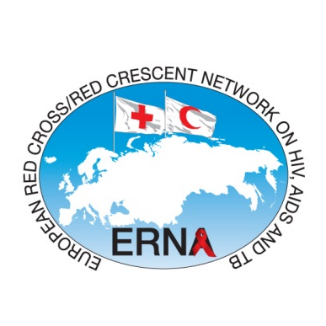 EUROPEAN RED CROSS/RED CRESCENT NETWORK ON HIV, AIDS AND TB
ERNA